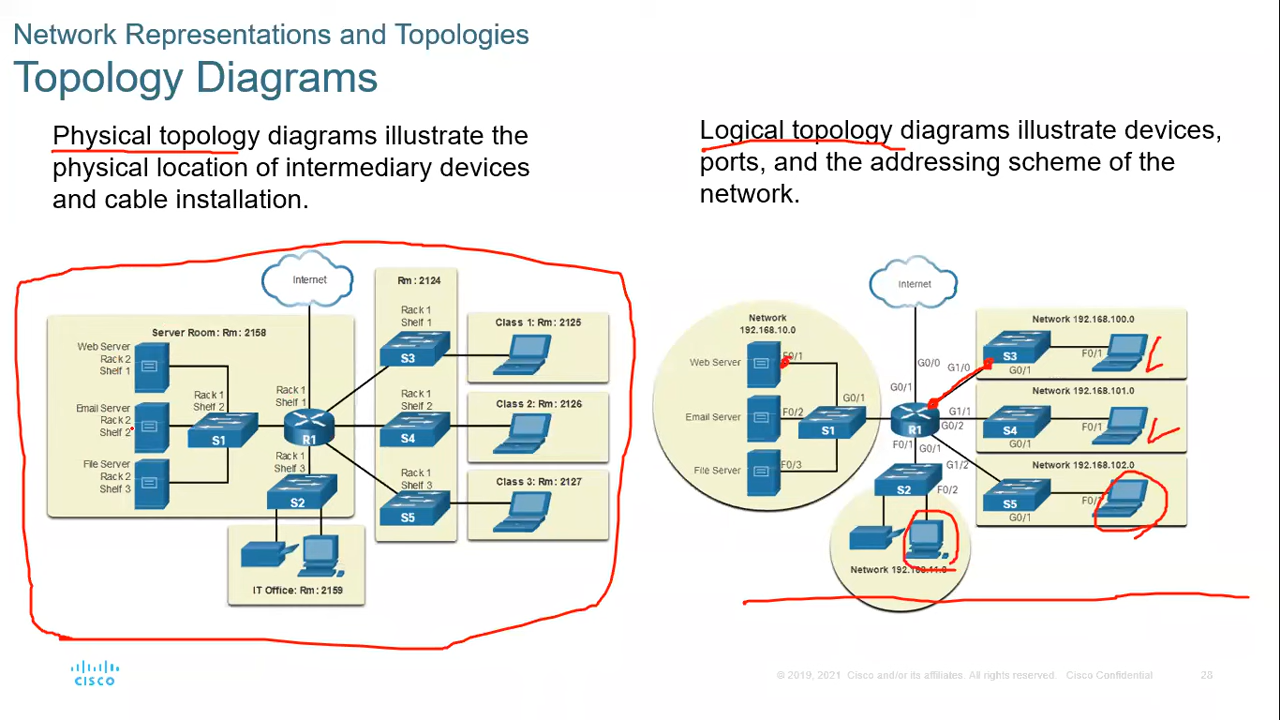 Network Representations and Topologies
Topology Diagrams
Physical topology diagrams illustrate the
physical location of intermediary devices
and cable installation.
Logical topology diagrams illustrate devices,
ports, and the addressing scheme of the
network.
Internet
Rm: 2124
Server Room: Rm: 2158
Web Server
Rack 2
Shelf 1
Email Server
Rack 2
Shelf 2
File Server
Rack 2
Shelf 3
Rack 1
Shelf 2
S1
Rack 1
Shelf 1
R1
Rack 1
Shelf 3
S2
Rack 1
Shelf 1
S3
Rack 1
Shelf 2
S4
Rack 1
Shelf 3
S5
Class 1: Rm: 2125
Class 2: Rm: 2126
Class 3: Rm: 2127
IT Office: Rm: 2159
Internet
Network
192.168.10.0
Web Server
F0/1
Email Server
F0/2
File Server
F0/3
G0/1
S1
G0/0
G0/1
G1/0
R1
G1/1
G0/2
F0/1
G0/1
G1/2
S2
F0/2
Network 192.168.11.0
Network 192.168.100.0
S3
G0/1
F0/1
Network 192.168.101.0
S4
G0/1
F0/1
Network 192.168.102.0
S5
G0/1
CISCO
© 2019, 2021 Cisco and/or its affiliates. All rights reserved. Cisco Confidential
28